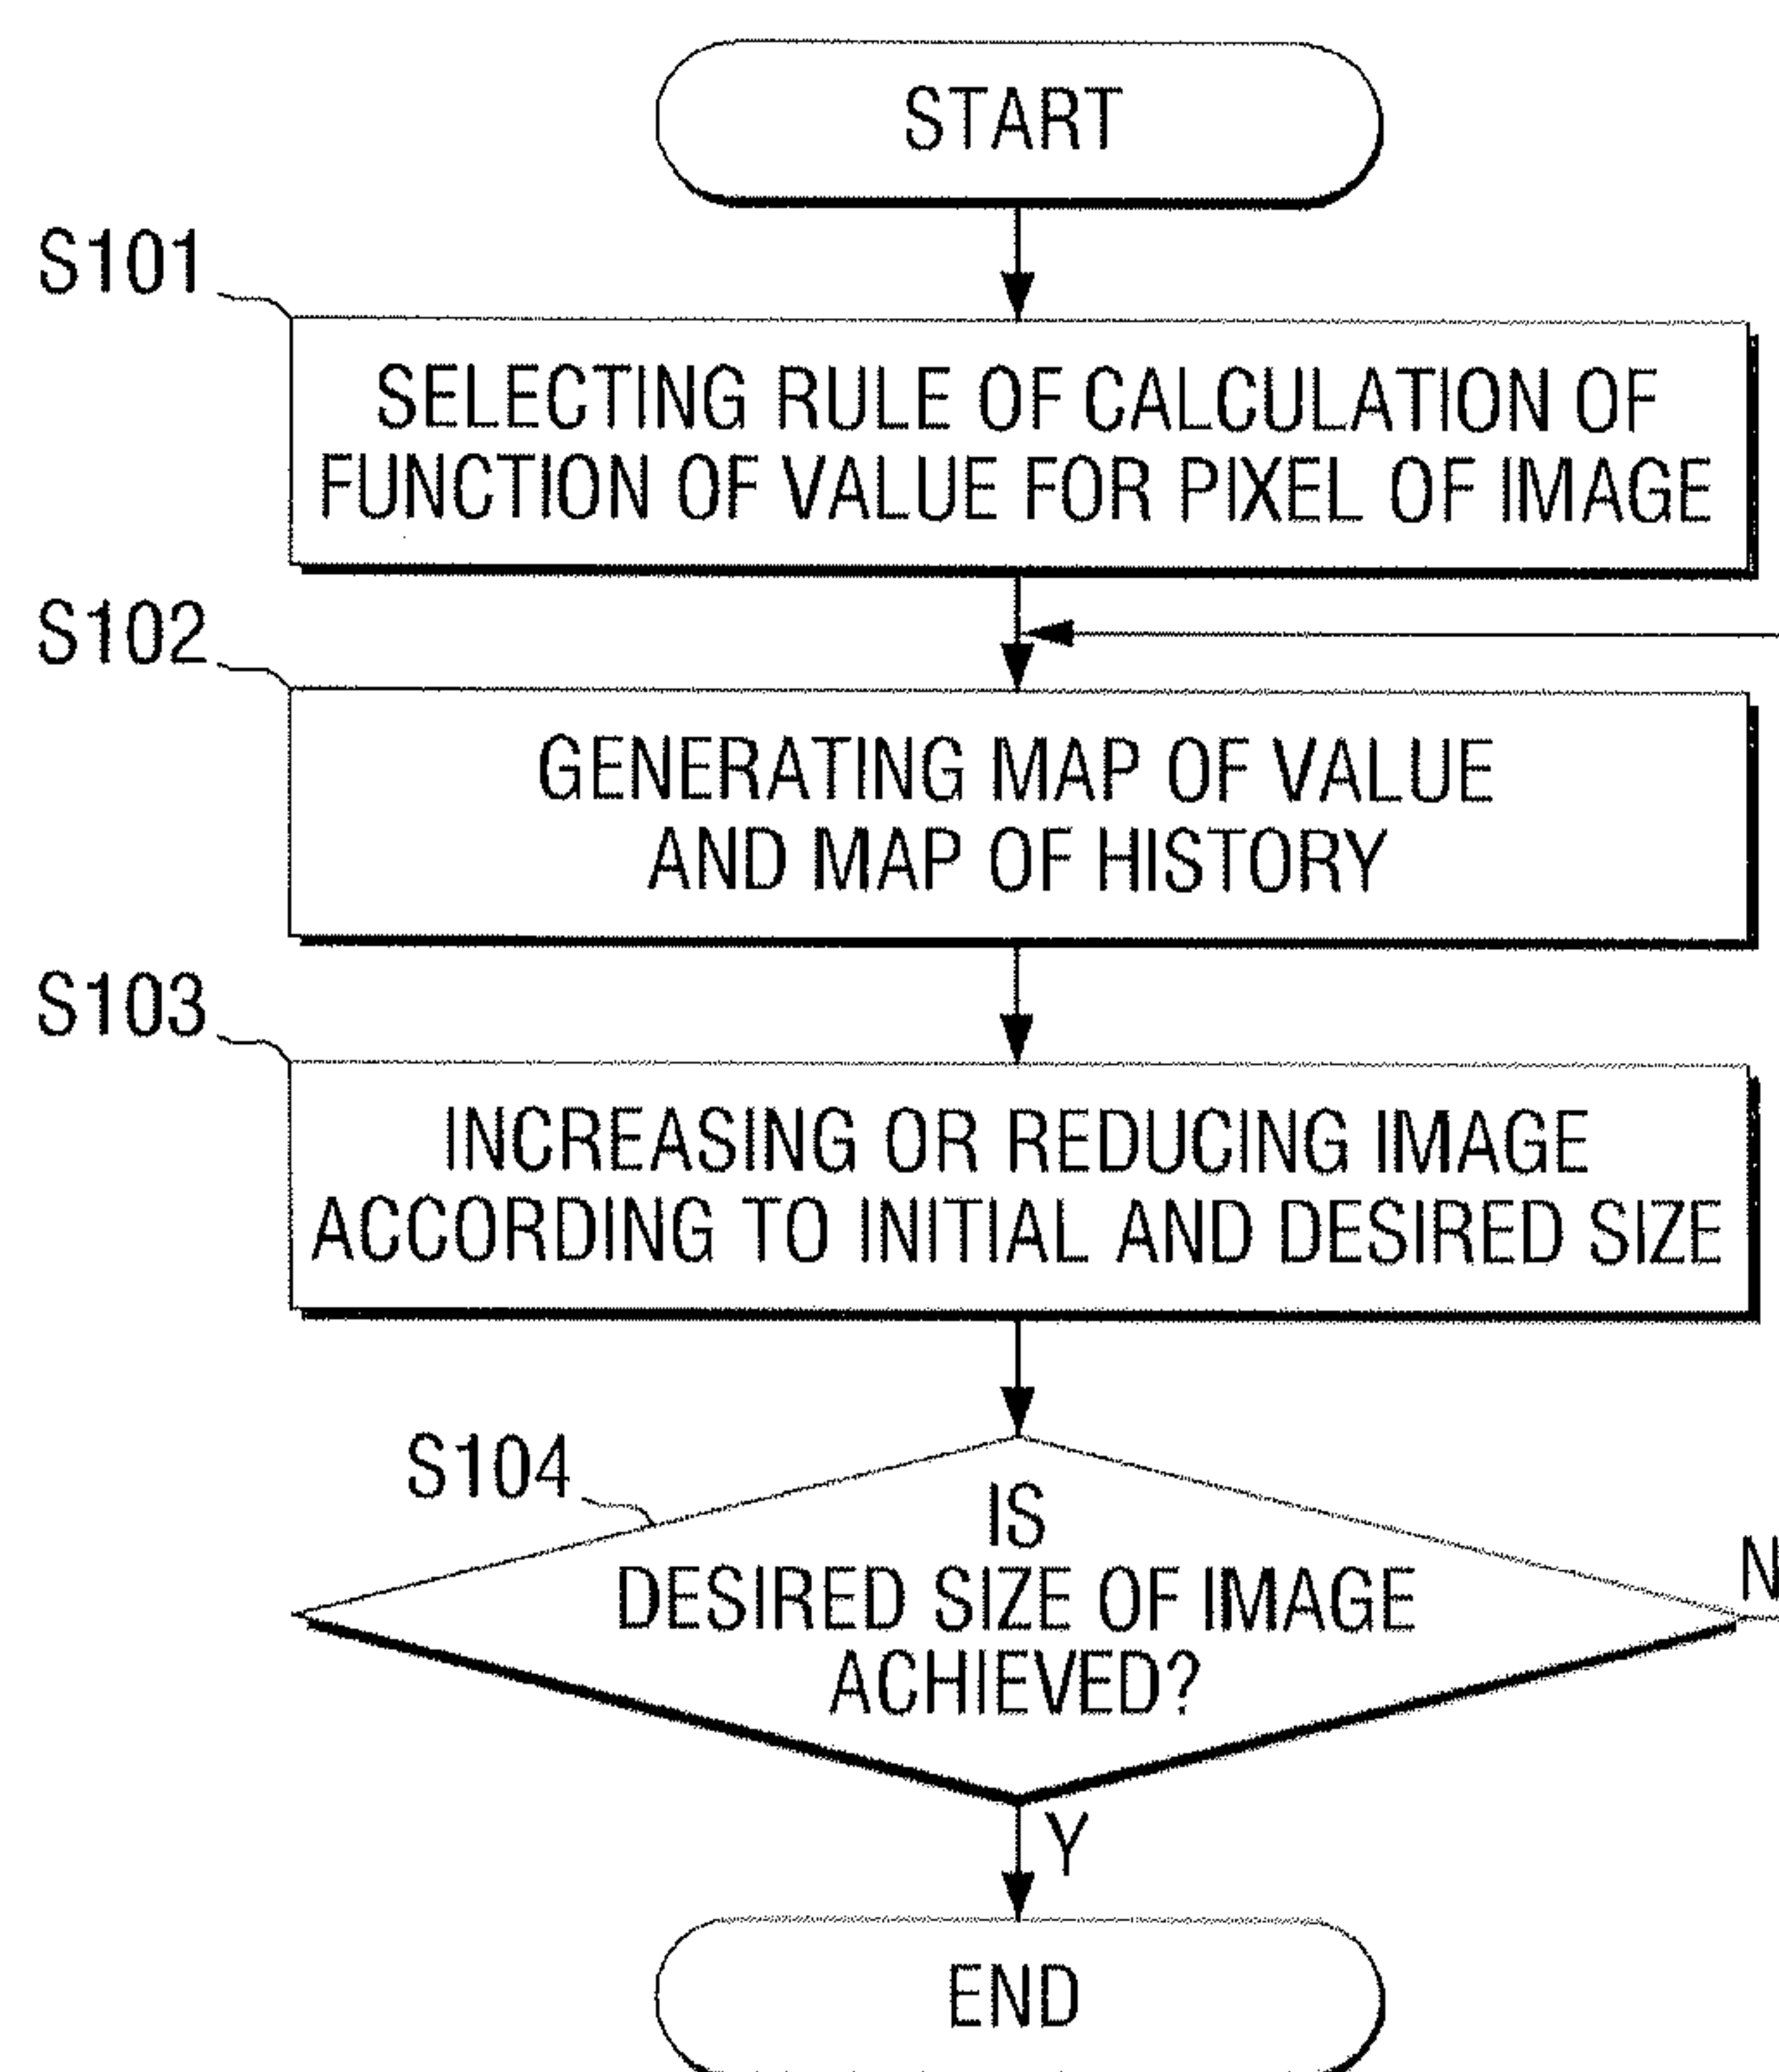 START
S101
SELECTING RULE OF CALCULATION OF
FUNCTION OF VALUE FOR PIXEL OF IMAGE
S102
GENERATING MAP OF VALUE
AND MAP OF HISTORY
S103
INCREASING OR REDUCING IMAGE
ACCORDING TO INITIAL AND DESIRED SIZE
S104
IS
DESIRED SIZE OF IMAGE
ACHIEVED?
N
Y
END